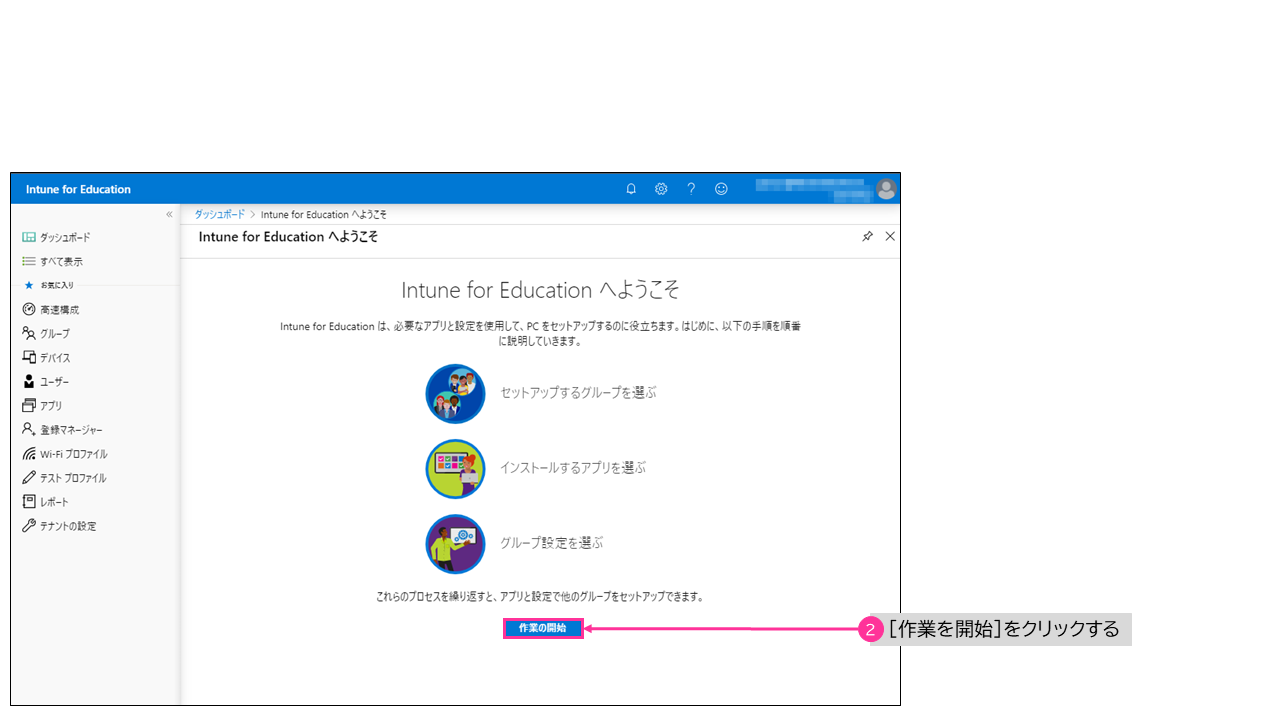 Intune for Education
ダッシュボード > Intune for Education へようこそ
Intune for Education へようこそ
ダッシュボード
すべて表示
お気に入り
高速構成
グループ
デバイス
ユーザー
アプリ
登録マネージャー
Wi-Fi プロファイル
テスト プロファイル
レポート
テナントの設定
Intune for Education へようこそ
Intune for Education は、必要なアプリと設定を使用して、PC をセットアップするのに役立ちます。はじめに、以下の手順を順番
に説明していきます。
セットアップするグループを選ぶ
インストールするアプリを選ぶ
グループ設定を選ぶ
これらのプロセスを繰り返すと、アプリと設定で他のグループをセットアップできます。
作業の開始
2 [作業を開始]をクリックする